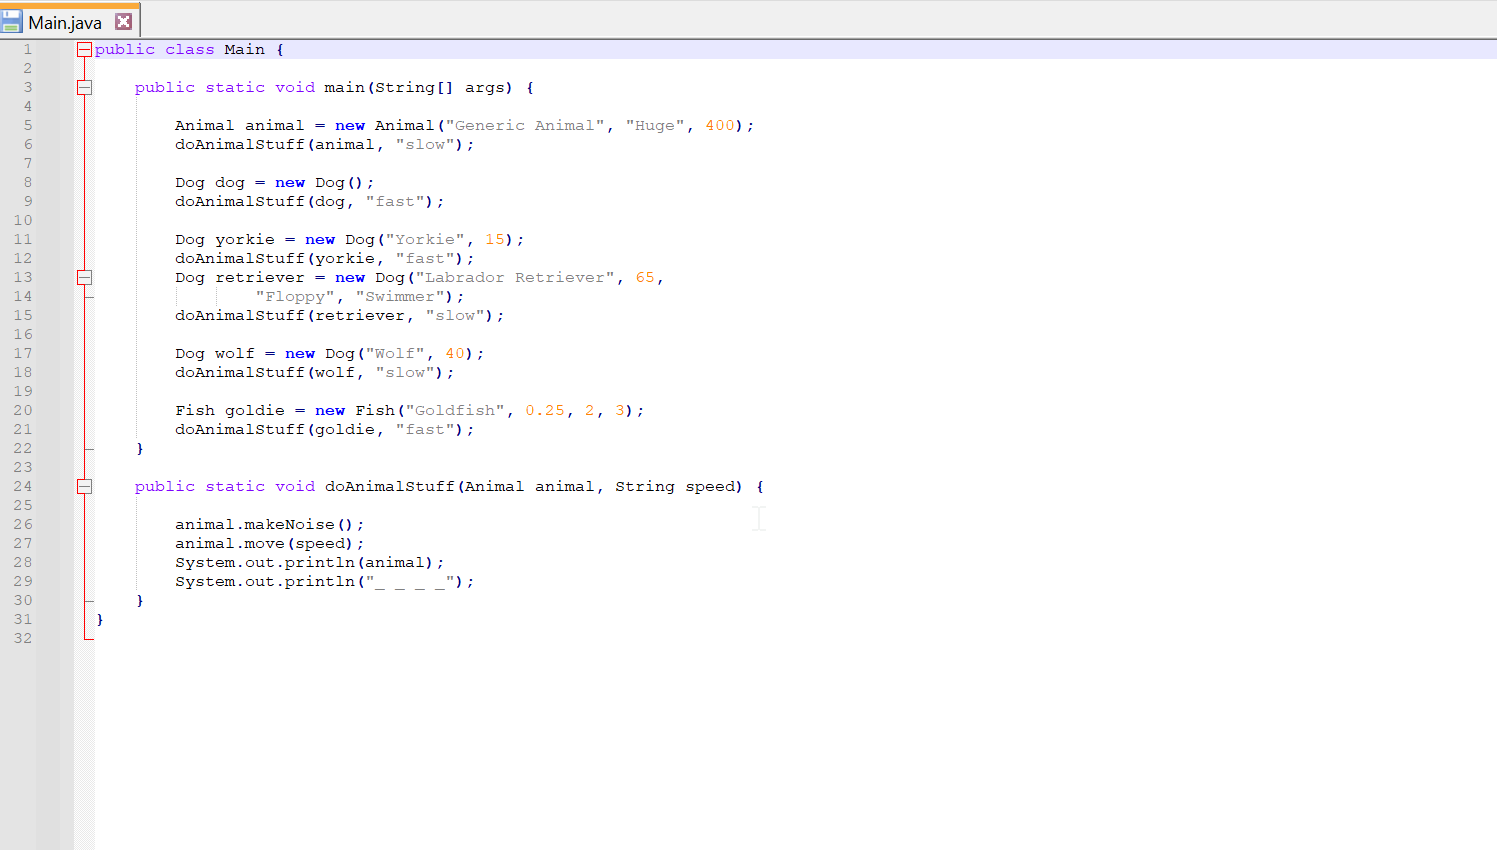 Main.java
1 public class Main {
2
3     public static void main(String[] args) {
4
5         Animal animal = new Animal("Generic Animal", "Huge", 400);
6         doAnimalStuff(animal, "slow");
7
8         Dog dog = new Dog();
9         doAnimalStuff(dog, "fast");
10
11         Dog yorkie = new Dog("Yorkie", 15);
12         doAnimalStuff(yorkie, "fast");
13         Dog retriever = new Dog("Labrador Retriever", 65,
14                 "Floppy", "Swimmer");
15         doAnimalStuff(retriever, "slow");
16
17         Dog wolf = new Dog("Wolf", 40);
18         doAnimalStuff(wolf, "slow");
19
20         Fish goldie = new Fish("Goldfish", 0.25, 2, 3);
21         doAnimalStuff(goldie, "fast");
22     }
23
24     public static void doAnimalStuff(Animal animal, String speed) {
25
26         animal.makeNoise();
27         animal.move(speed);
28         System.out.println(animal);
29         System.out.println("_ _ _ _");
30     }
31 }
32